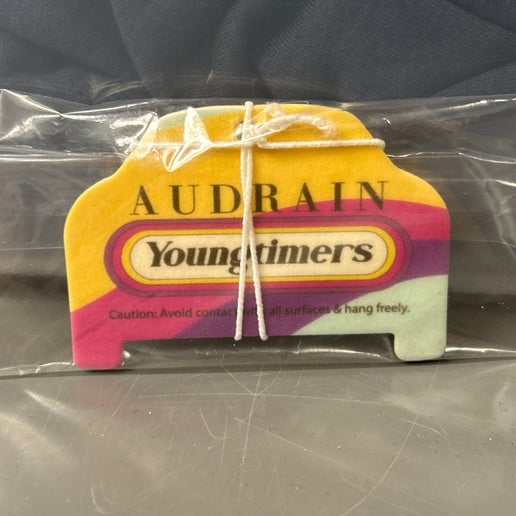 AUDRAIN
Youngtimers
Caution: Avoid contact with all surfaces & hang freely.